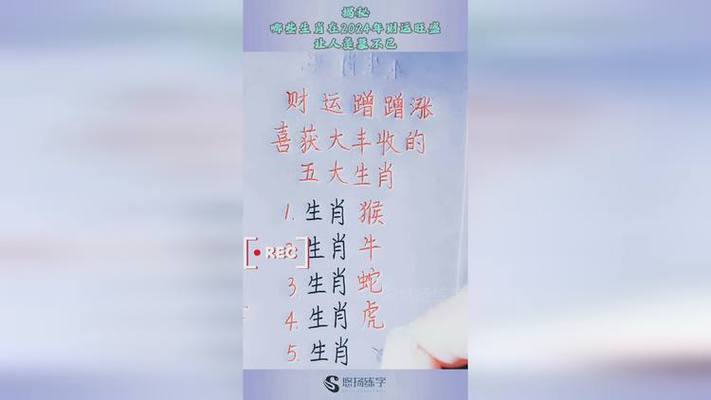 揭秘
哪些生肖在2024年财运旺盛
让人羡慕不已
财运蹭蹭涨
喜获大丰收的
五大生肖
1. 生肖 猴
生肖 牛
REC
3. 生肖 蛇
4. 生肖 虎
5. 生肖
悠扬练字